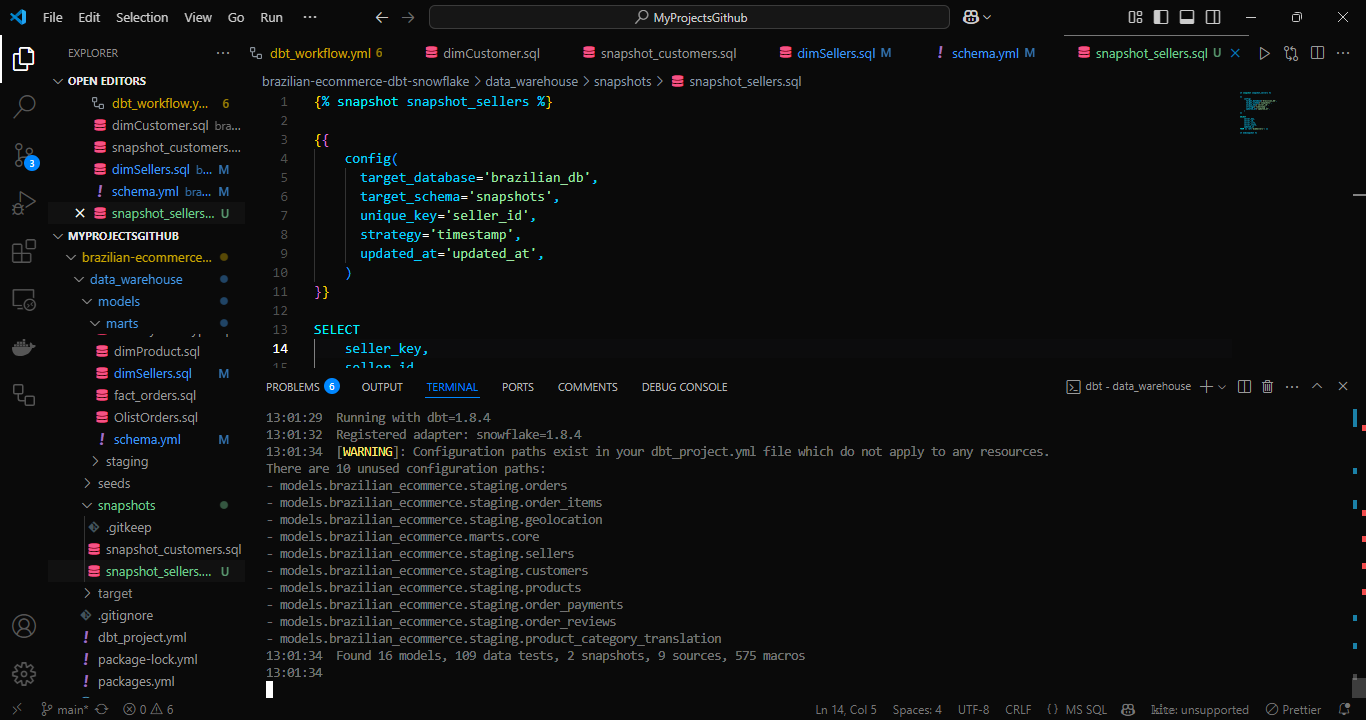 File Edit Selection View Go Run ··· MyProjectsGithub
EXPLORER ···
OPEN EDITORS
dbt_workflow.y... 6
dimCustomer.sql bra...
snapshot_customers....
dimSellers.sql b... M
schema.yml bra... M
snapshot_sellers... U
MYPROJECTSGITHUB
brazilian-ecommerce...
data_warehouse
models
marts
dimProduct.sql
dimSellers.sql M
fact_orders.sql
OlistOrders.sql
schema.yml M
staging
seeds
snapshots
.gitkeep
snapshot_customers.sql
snapshot_sellers.... U
target
.gitignore
dbt_project.yml
package-lock.yml
packages.yml
3
dbt_workflow.yml 6 dimCustomer.sql snapshot_customers.sql dimSellers.sql M schema.yml M snapshot_sellers.sql U
brazilian-ecommerce-dbt-snowflake > data_warehouse > snapshots > snapshot_sellers.sql
1 {% snapshot snapshot_sellers %}
2
3 {{
4 config(
5 target_database='brazilian_db',
6 target_schema='snapshots',
7 unique_key='seller_id',
8 strategy='timestamp',
9 updated_at='updated_at',
10 )
11 }}
12
13 SELECT
14 seller_key,
15 seller_id
PROBLEMS 6 OUTPUT TERMINAL PORTS COMMENTS DEBUG CONSOLE dbt - data_warehouse
13:01:29 Running with dbt=1.8.4
13:01:32 Registered adapter: snowflake=1.8.4
13:01:34 [WARNING]: Configuration paths exist in your dbt_project.yml file which do not apply to any resources.
There are 10 unused configuration paths:
- models.brazilian_ecommerce.staging.orders
- models.brazilian_ecommerce.staging.order_items
- models.brazilian_ecommerce.staging.geolocation
- models.brazilian_ecommerce.marts.core
- models.brazilian_ecommerce.staging.sellers
- models.brazilian_ecommerce.staging.customers
- models.brazilian_ecommerce.staging.products
- models.brazilian_ecommerce.staging.order_payments
- models.brazilian_ecommerce.staging.order_reviews
- models.brazilian_ecommerce.staging.product_category_translation
13:01:34 Found 16 models, 109 data tests, 2 snapshots, 9 sources, 575 macros
13:01:34
main* 0 6 Ln 14, Col 5 Spaces: 4 UTF-8 CRLF {} MS SQL kite: unsupported Prettier